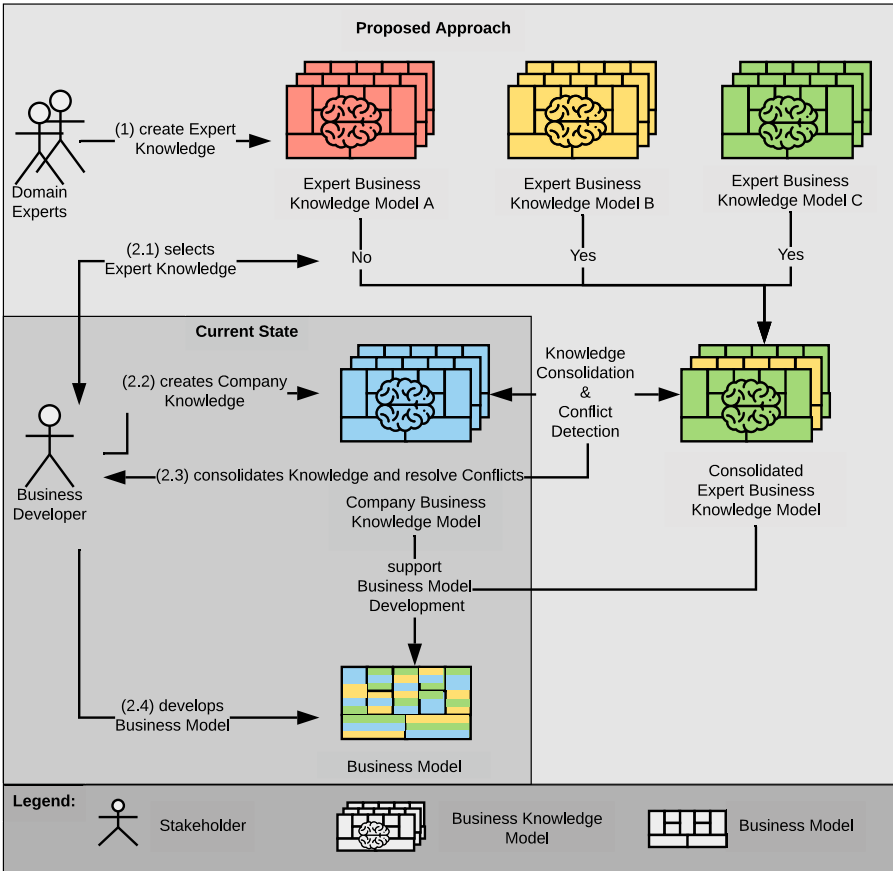 Proposed Approach
(1) create Expert
Knowledge
Domain
Experts
Expert Business
Knowledge Model A
Expert Business
Knowledge Model B
Expert Business
Knowledge Model C
(2.1) selects
Expert Knowledge
No
Yes
Yes
Current State
(2.2) creates Company
Knowledge
Knowledge
Consolidation
&
Conflict
Detection
(2.3) consolidates Knowledge and resolve Conflicts
Business
Developer
Company Business
Knowledge Model
Consolidated
Expert Business
Knowledge Model
support
Business Model
Development
(2.4) develops
Business Model
Business Model
Legend:
Stakeholder
Business Knowledge
Model
Business Model